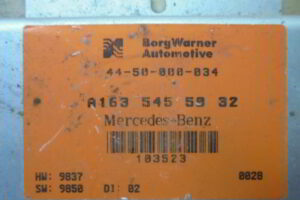 BorgWarner
Automotive
44-50-000-034
A163 545 59 32
Mercedes-Benz
103523
HW: 9837
0028
SW: 9850 DI: 02